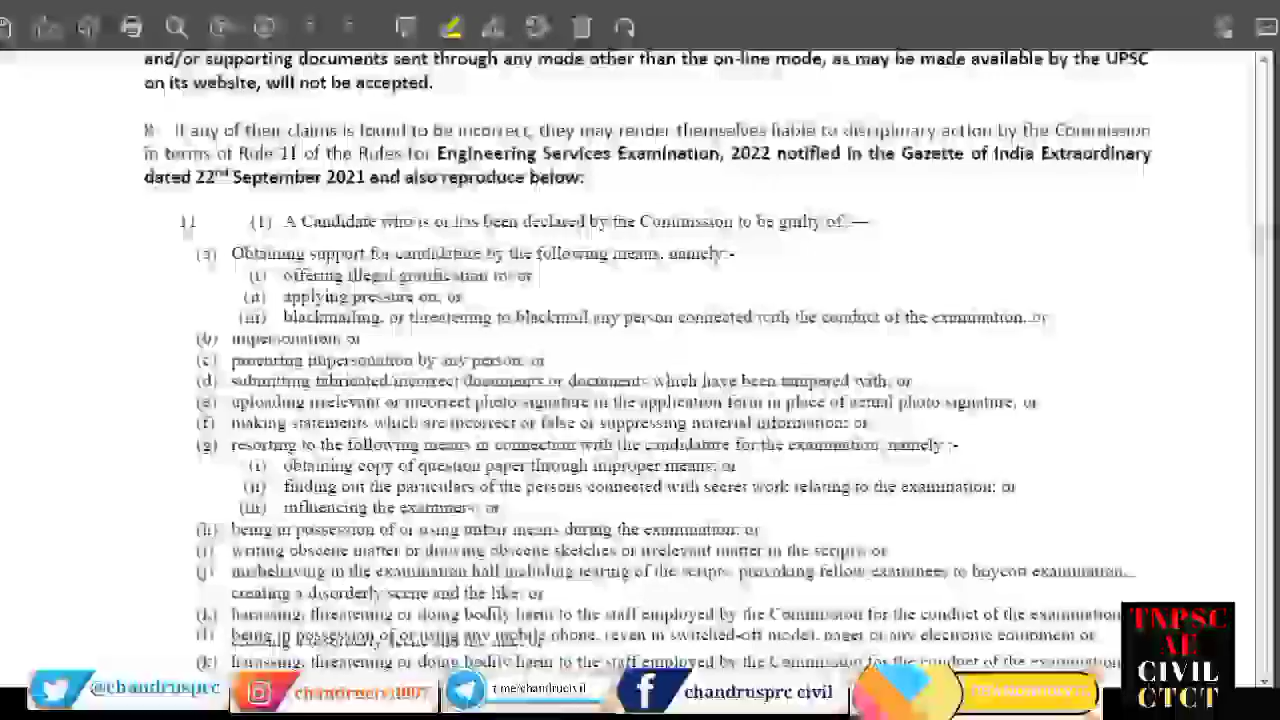 and/or supporting documents sent through any mode other than the on-line mode, as may be made available by the UPSC
on its website, will not be accepted.
8. If any of their claims is found to be incorrect, they may render themselves liable to disciplinary action by the Commission
in terms of Rule 11 of the Rules for Engineering Services Examination, 2022 notified in the Gazette of India Extraordinary
dated 22nd September 2021 and also reproduce below:
11 (1) A Candidate who is or has been declared by the Commission to be guilty of:—
(a) Obtaining support for candidature by the following means, namely:-
(i) offering illegal gratification to; or
(ii) applying pressure on; or
(iii) blackmailing, or threatening to blackmail any person connected with the conduct of the examination; or
(b) impersonation; or
(c) procuring impersonation by any person; or
(d) submitting fabricated/incorrect documents or documents which have been tampered with; or
(e) uploading irrelevant or incorrect photo/signature in the application form in place of actual photo/signature; or
(f) making statements which are incorrect or false or suppressing material information; or
(g) resorting to the following means in connection with the candidature for the examination, namely :-
(i) obtaining copy of question paper through improper means; or
(ii) finding out the particulars of the persons connected with secret work relating to the examination; or
(iii) influencing the examiners; or
(h) being in possession of or using unfair means during the examination; or
(i) writing obscene matter or drawing obscene sketches or irrelevant matter in the scripts; or
(j) misbehaving in the examination hall including tearing of the scripts, provoking fellow examinees to boycott examination,
creating a disorderly scene and the like; or
(k) harassing, threatening or doing bodily harm to the staff employed by the Commission for the conduct of the examination
(l) being in possession of or using any mobile phone, (even in switched-off mode), pager or any electronic equipment or
(k) harassing, threatening or doing bodily harm to the staff employed by the Commission for the conduct of the examination
@chandrusprc
t.me/chandrucivil
chandrusprc civil
TNPSC
AE
CIVIL
CTCT